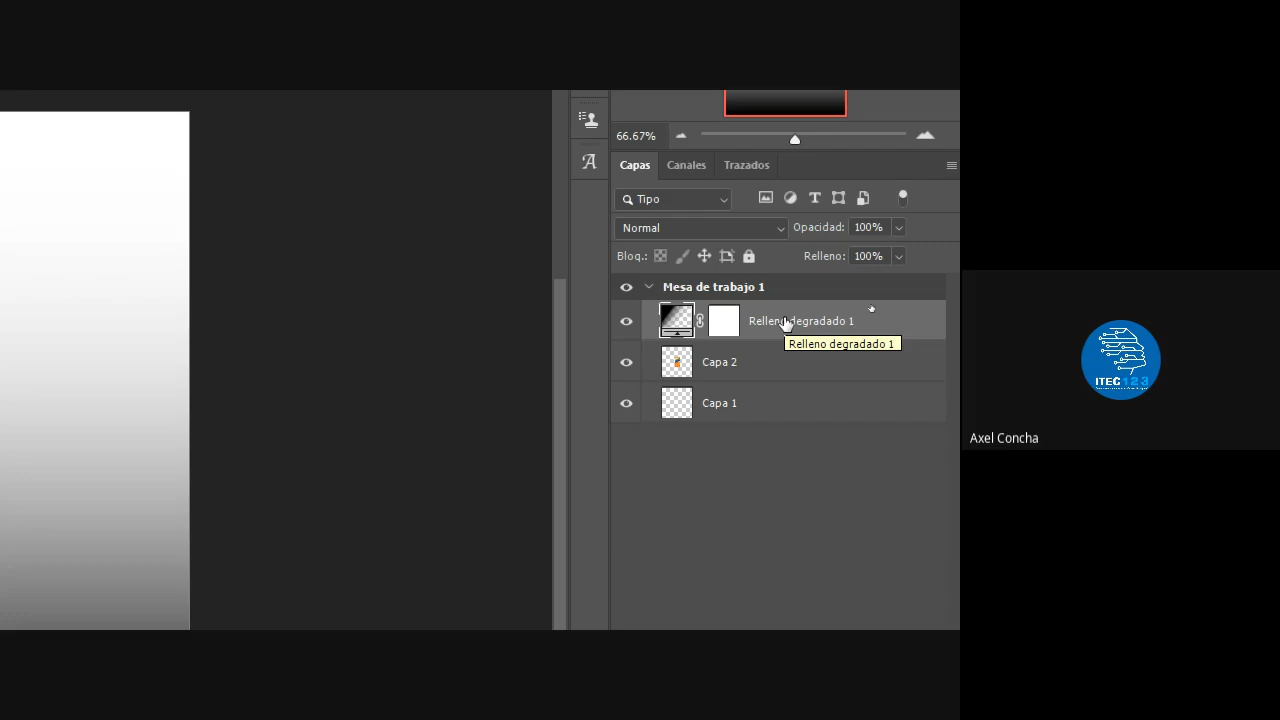 66.67%
Capas Canales Trazados
Tipo
Normal Opacidad: 100%
Bloq.: Relleno: 100%
Mesa de trabajo 1
Relleno degradado 1
Relleno degradado 1
Capa 2
Capa 1
ITEC 123
Axel Concha